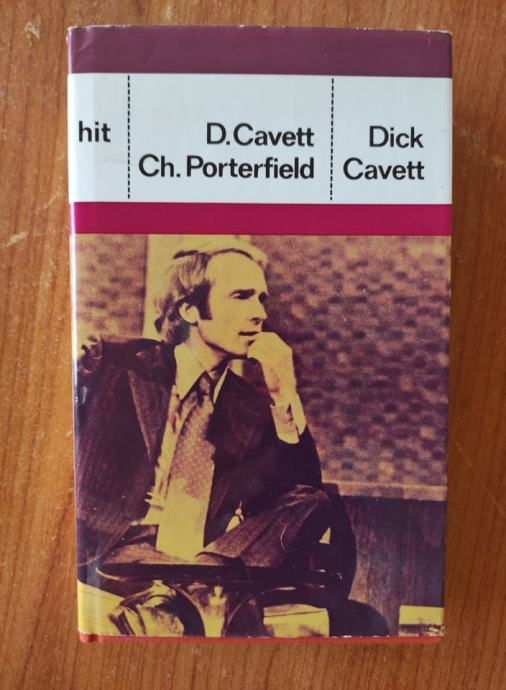 hit
D.Cavett
Ch. Porterfield
Dick
Cavett